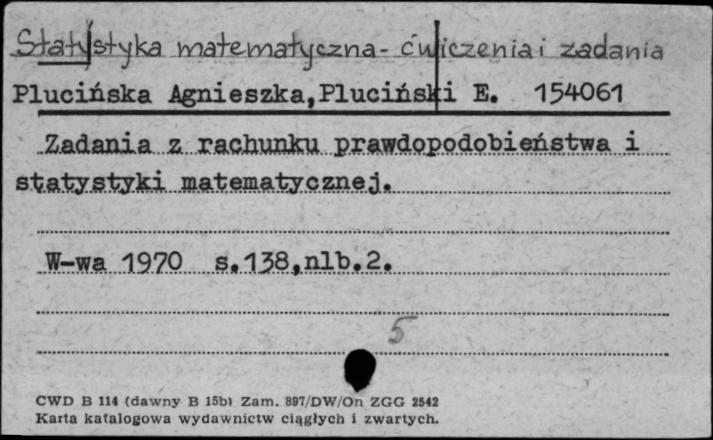 Statystyka matematyczna - ćwiczenia i zadania
Plucińska Agnieszka,Pluciński E. 154061
Zadania z rachunku prawdopodobieństwa i
statystyki matematycznej.
W-wa 1970 s.138,nlb.2.
5
CWD B 114 (dawny B 15b) Zam. 897/DW/On ZGG 2542
Karta katalogowa wydawnictw ciągłych i zwartych.